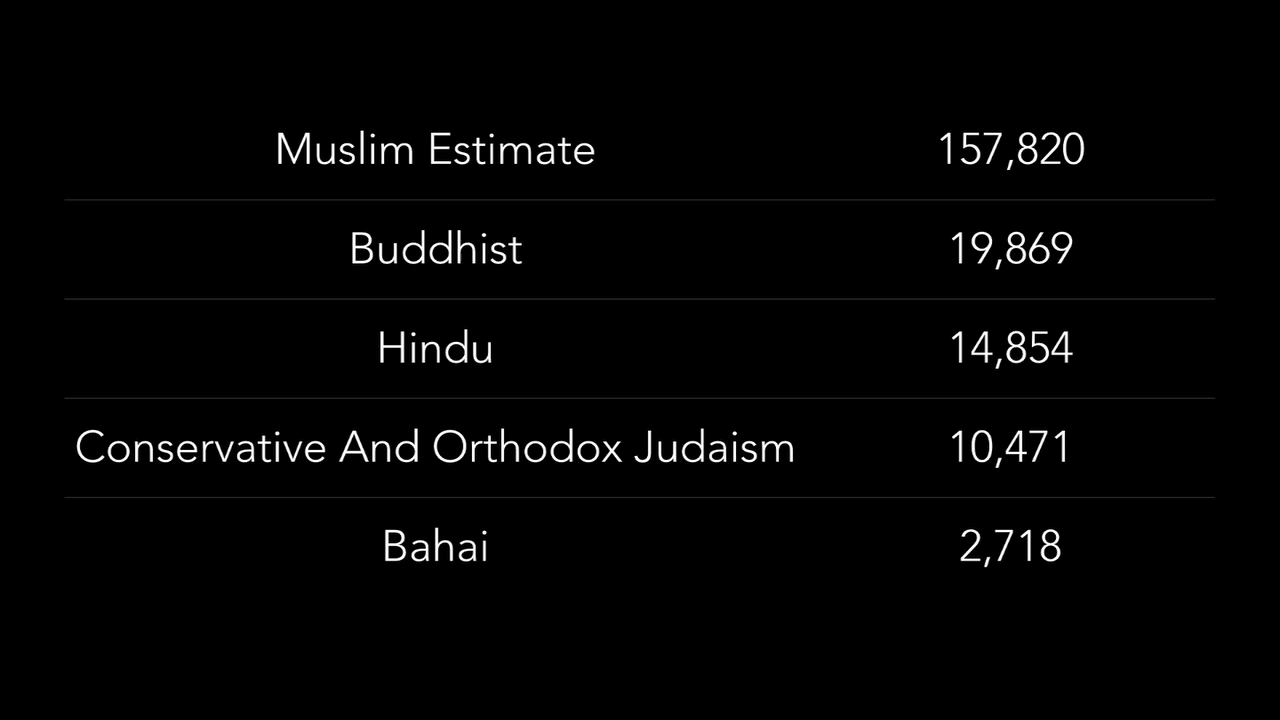 Muslim Estimate 157,820
Buddhist 19,869
Hindu 14,854
Conservative And Orthodox Judaism 10,471
Bahai 2,718